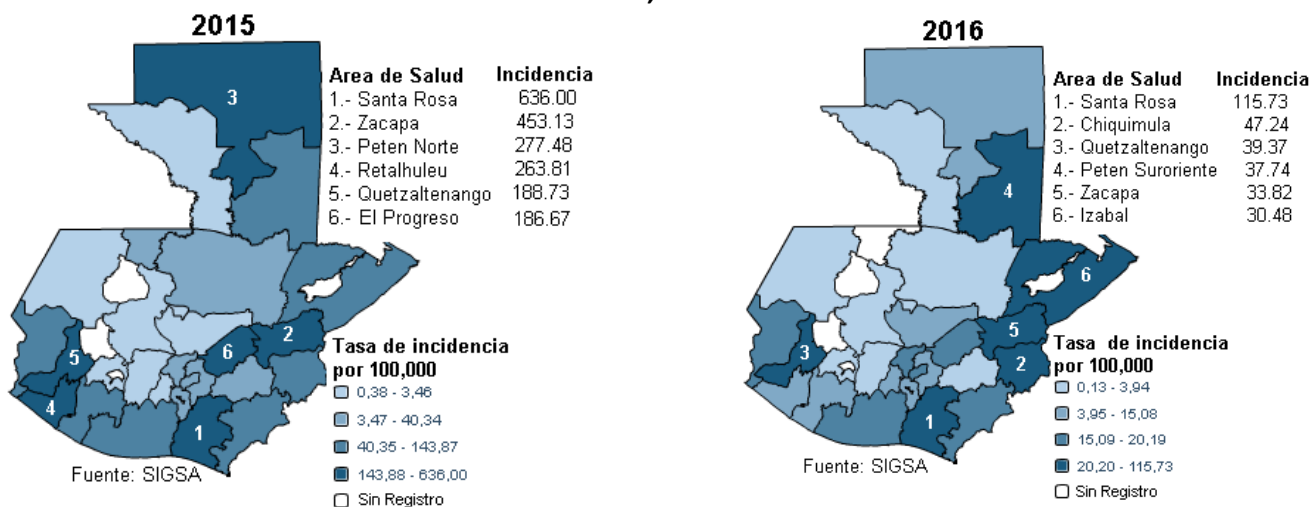 2015
Area de Salud Incidencia
1.- Santa Rosa 636.00
2.- Zacapa 453.13
3.- Peten Norte 277.48
4.- Retalhuleu 263.81
5.- Quetzaltenango 188.73
6.- El Progreso 186.67
3
2
6
5
4
1
Tasa de incidencia
por 100,000
0,38 - 3,46
3,47 - 40,34
40,35 - 143,87
143,88 - 636,00
Sin Registro
Fuente: SIGSA
2016
Area de Salud Incidencia
1.- Santa Rosa 115.73
2.- Chiquimula 47.24
3.- Quetzaltenango 39.37
4.- Peten Suroriente 37.74
5.- Zacapa 33.82
6.- Izabal 30.48
4
6
5
3
2
1
Tasa de incidencia
por 100,000
0,13 - 3,94
3,95 - 15,08
15,09 - 20,19
20,20 - 115,73
Sin Registro
Fuente: SIGSA